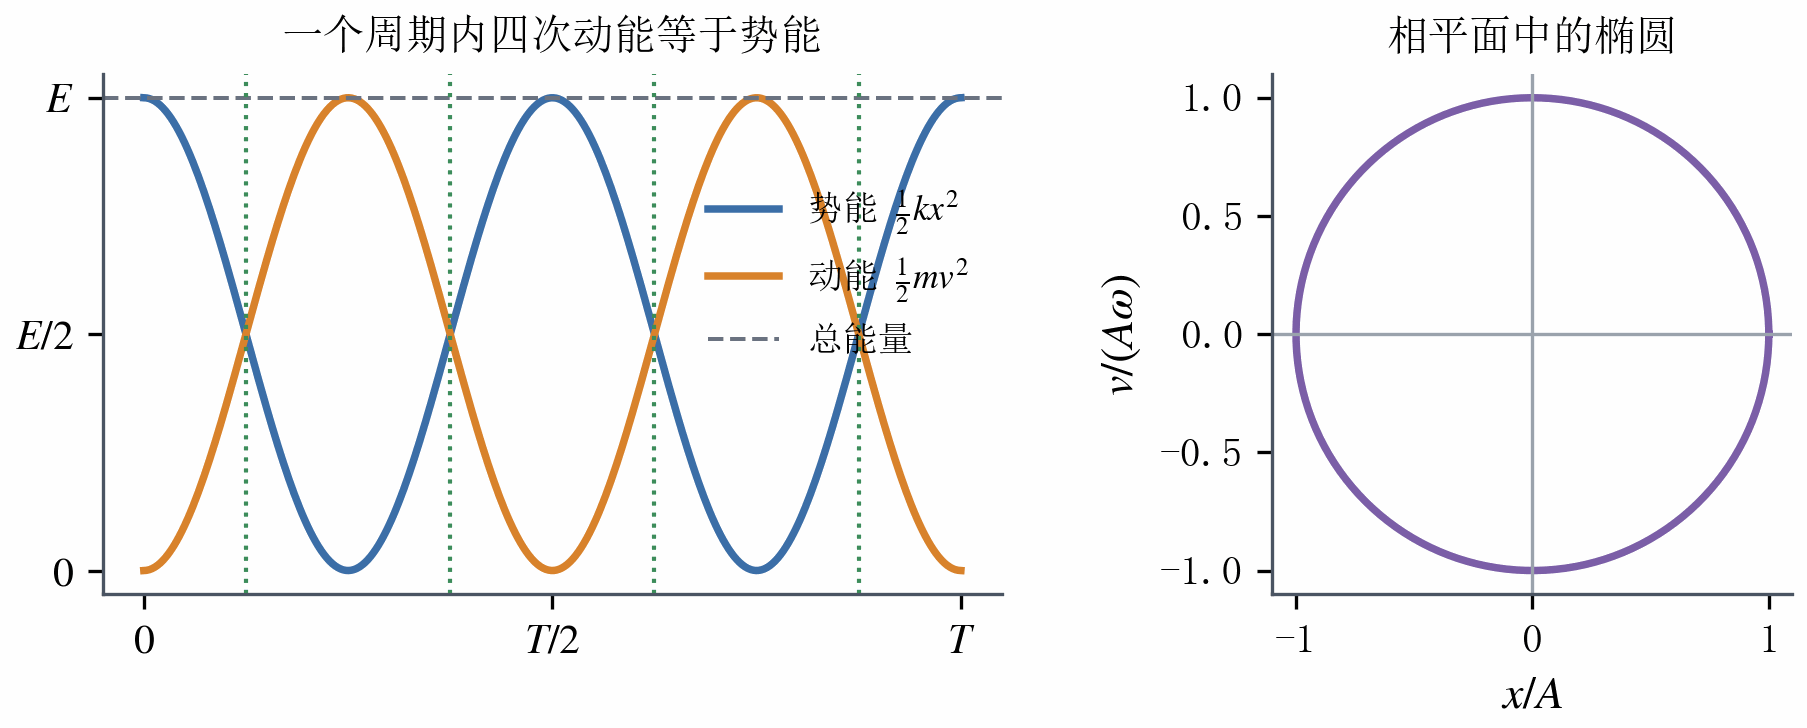 一个周期内四次动能等于势能
E
E/2
0
势能 ½kx²
动能 ½mv²
总能量
0
T/2
T
相平面中的椭圆
v/(Aω)
1.0
0.5
0.0
−0.5
−1.0
−1
0
1
x/A